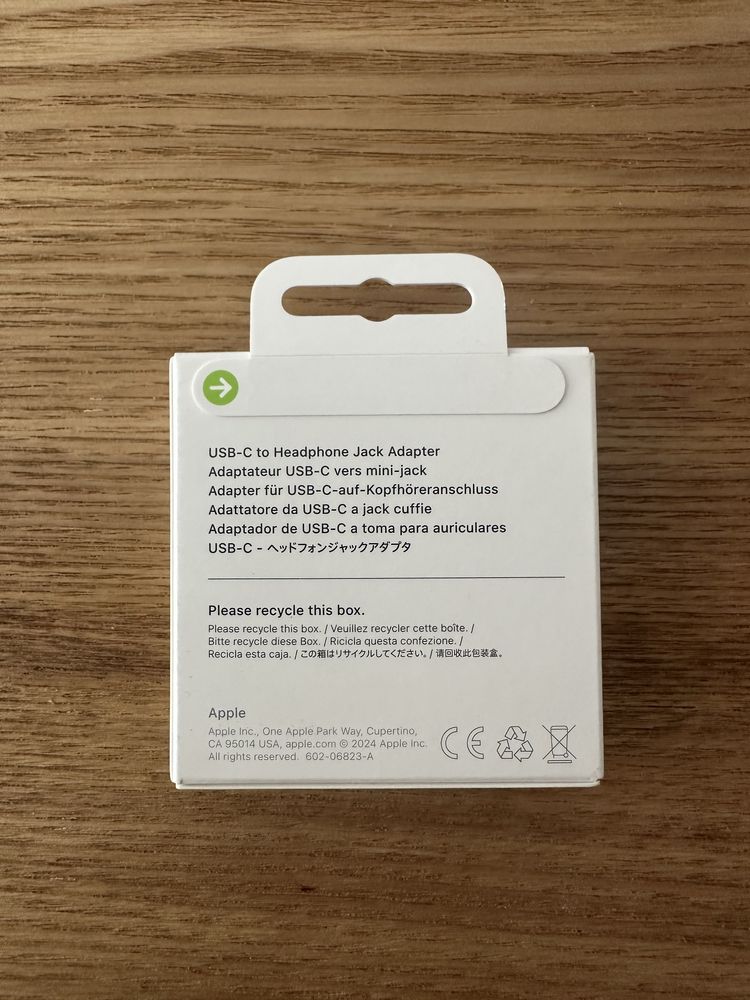 USB-C to Headphone Jack Adapter
Adaptateur USB-C vers mini-jack
Adapter für USB-C-auf-Kopfhöreranschluss
Adattatore da USB-C a jack cuffie
Adaptador de USB-C a toma para auriculares
USB-C - ヘッドフォンジャックアダプタ
Please recycle this box.
Please recycle this box. / Veuillez recycler cette boîte. /
Bitte recycle diese Box. / Ricicla questa confezione. /
Recicla esta caja. / この箱はリサイクルしてください。/ 请回收此包装盒。
Apple
Apple Inc., One Apple Park Way, Cupertino,
CA 95014 USA, apple.com © 2024 Apple Inc.
All rights reserved. 602-06823-A
CE